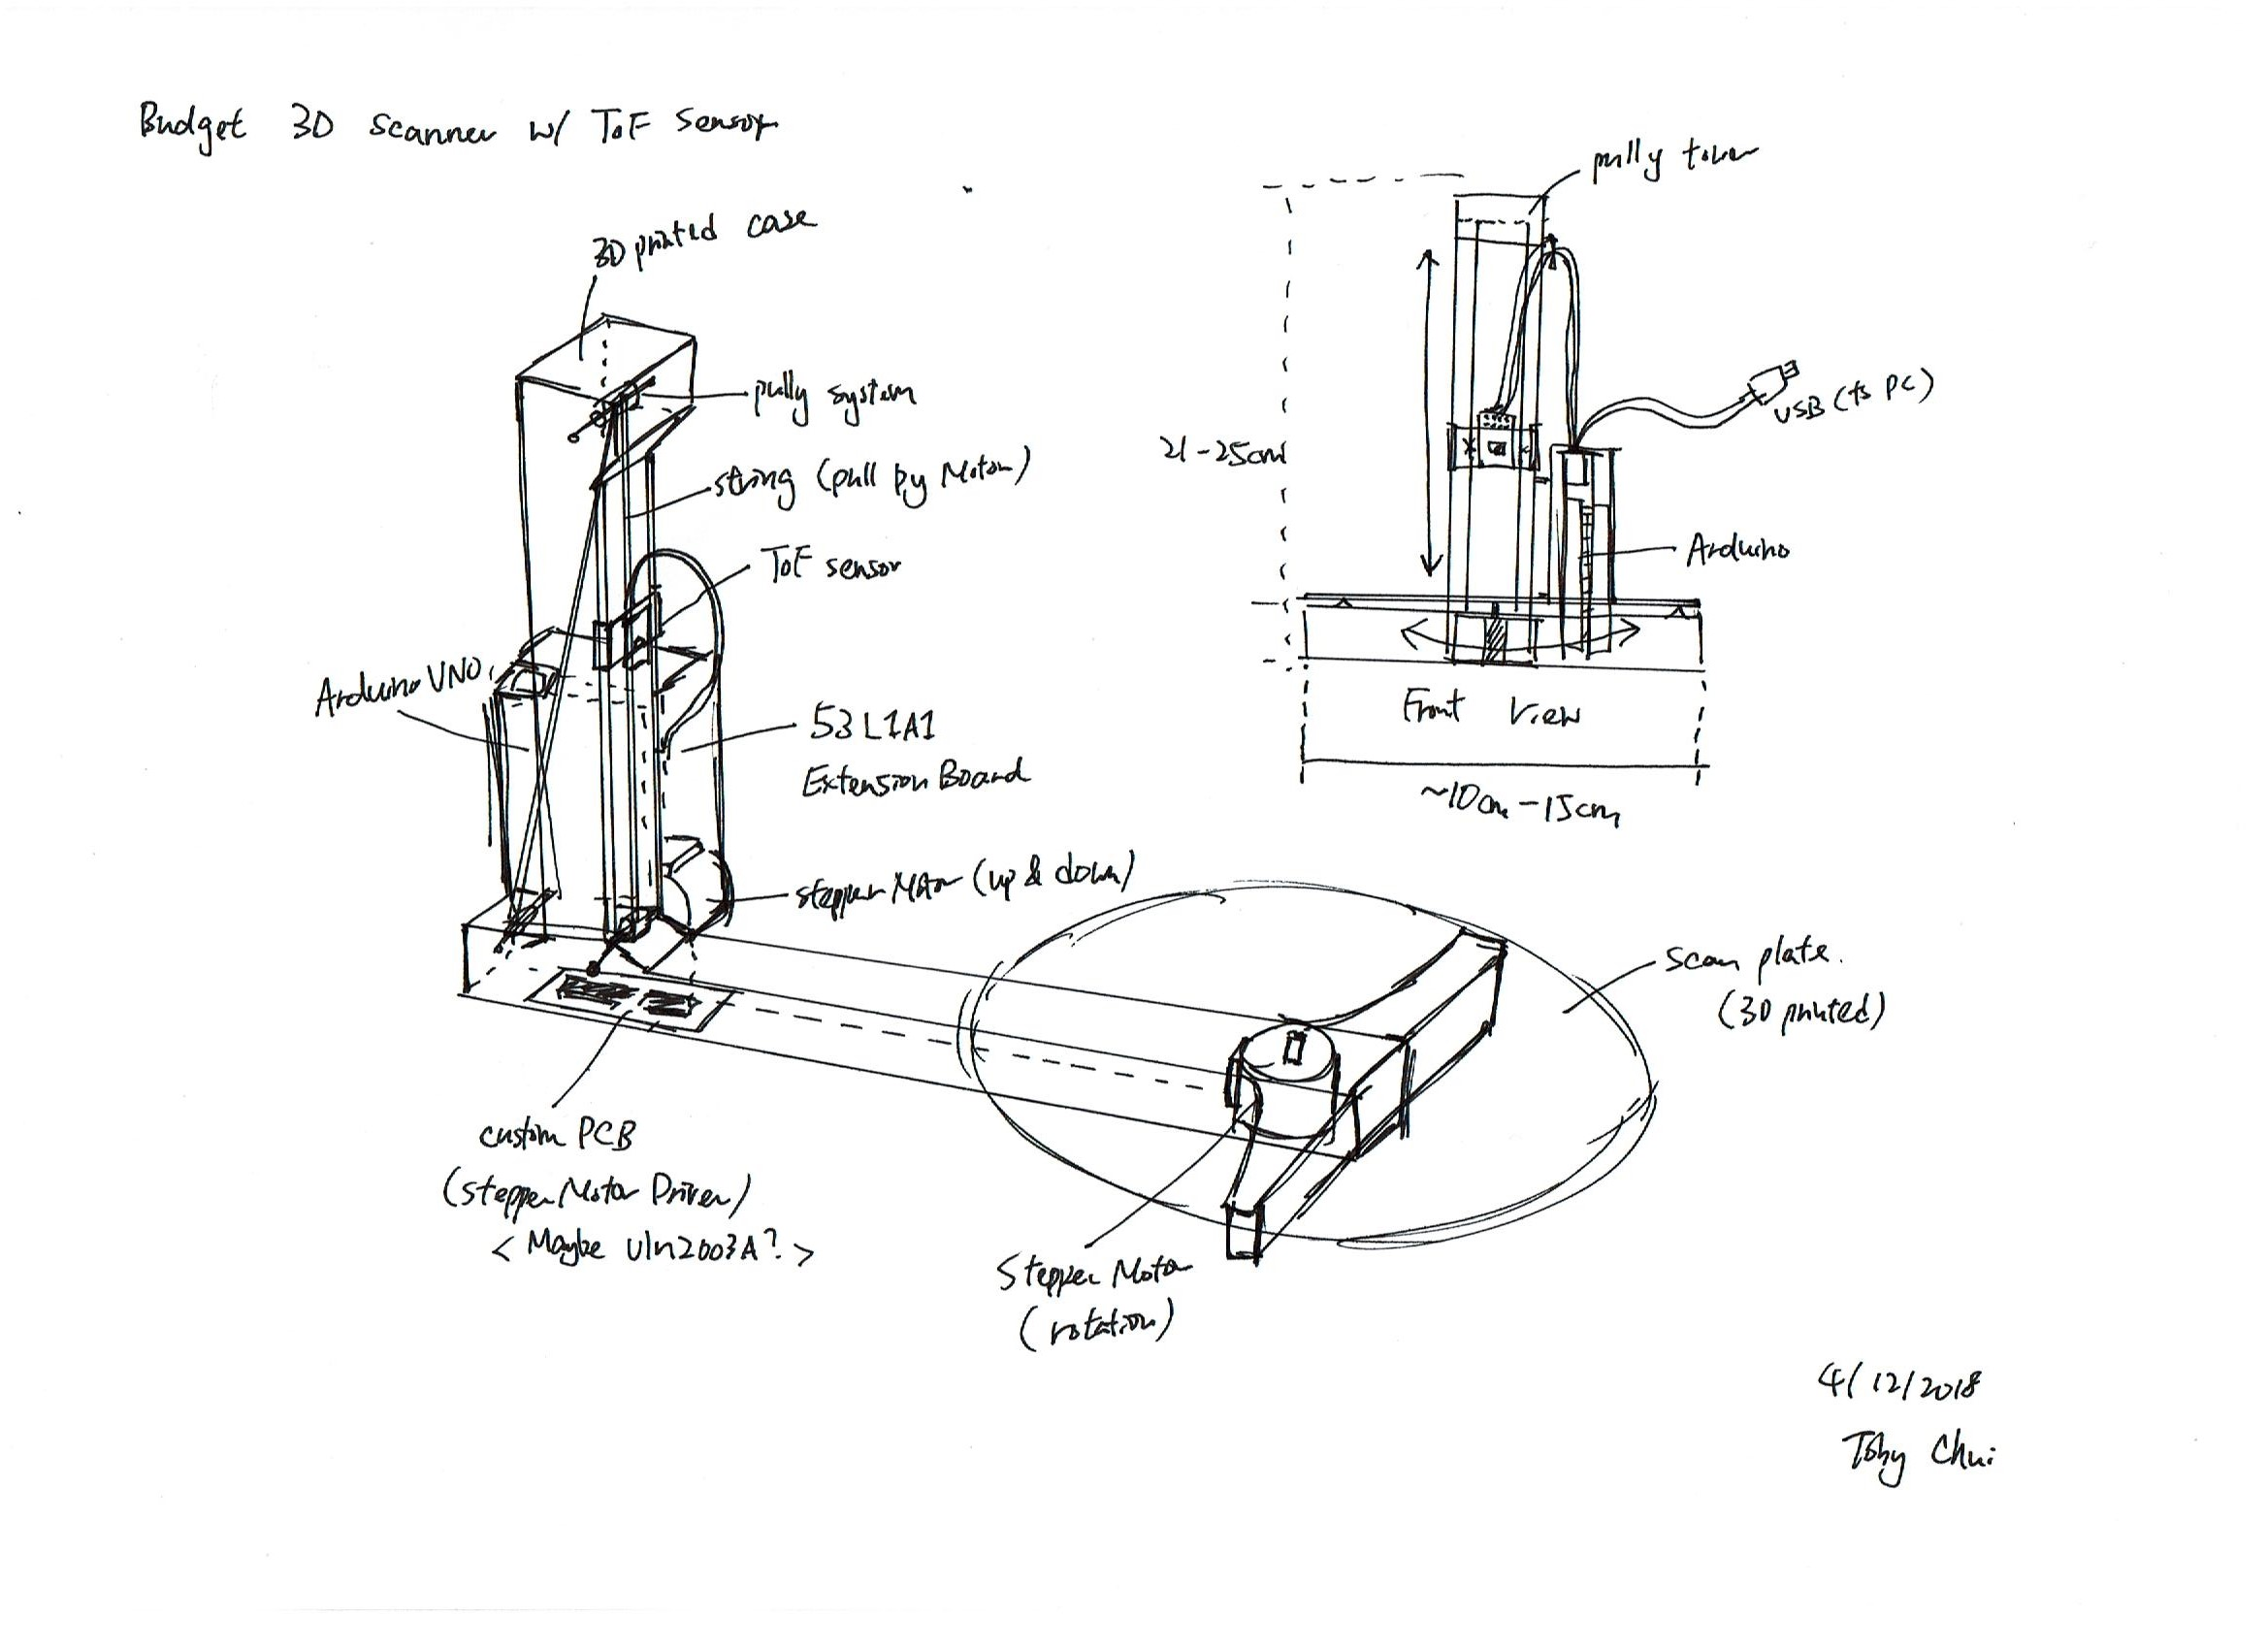 Budget 3D Scanner w/ ToF Sensor
3D printed case
pully system
string (pull by Motor)
ToF sensor
Arduino UNO
53L1A1
Extension Board
stepper Motor (up & down)
custom PCB
(stepper Motor Driver)
< Maybe uln2003A? >
Stepper Motor
(rotation)
scan plate.
(3D printed)
pully tower
21-25cm
USB (to PC)
Arduino
Front View
~10cm-15cm
4/12/2018
Toby Chui